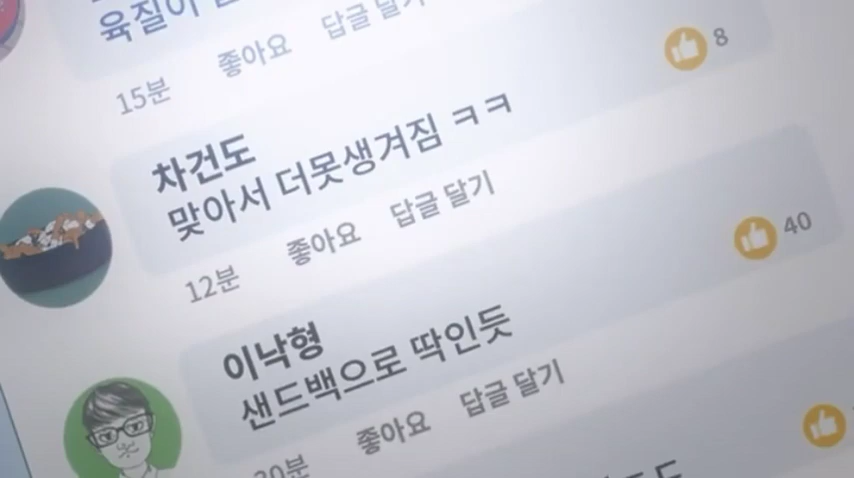 육질이
15분 좋아요 답글 달기
8
차건도
맞아서 더못생겨짐 ㅋㅋ
12분 좋아요 답글 달기
40
이낙형
샌드백으로 딱인듯
좋아요 답글 달기